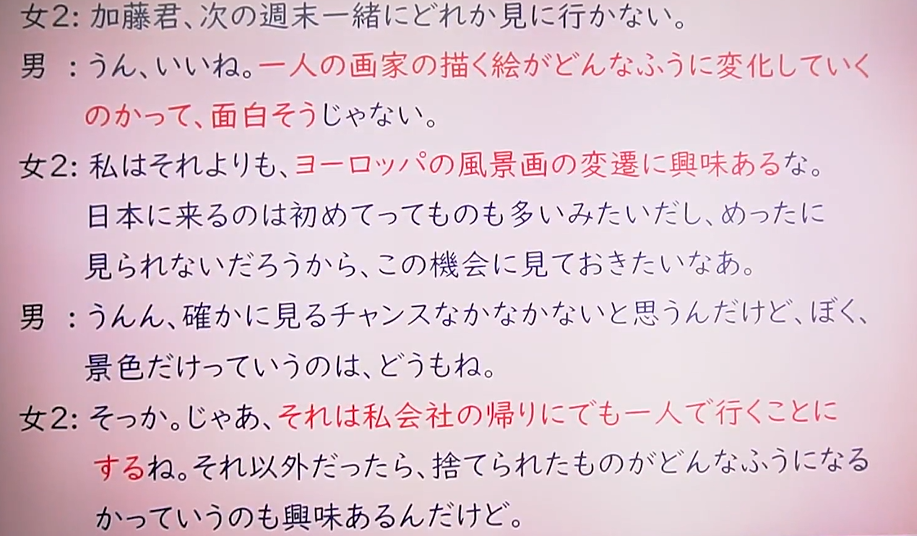 女2: 加藤君、次の週末一緒にどれか見に行かない。
男 : うん、いいね。一人の画家の描く絵がどんなふうに変化していく
のかって、面白そうじゃない。
女2: 私はそれよりも、ヨーロッパの風景画の変遷に興味あるな。
日本に来るのは初めてってものも多いみたいだし、めったに
見られないだろうから、この機会に見ておきたいなあ。
男 : うんん、確かに見るチャンスなかなかないと思うんだけど、ぼく、
景色だけっていうのは、どうもね。
女2: そっか。じゃあ、それは私会社の帰りにでも一人で行くことに
するね。それ以外だったら、捨てられたものがどんなふうになる
かっていうのも興味あるんだけど。